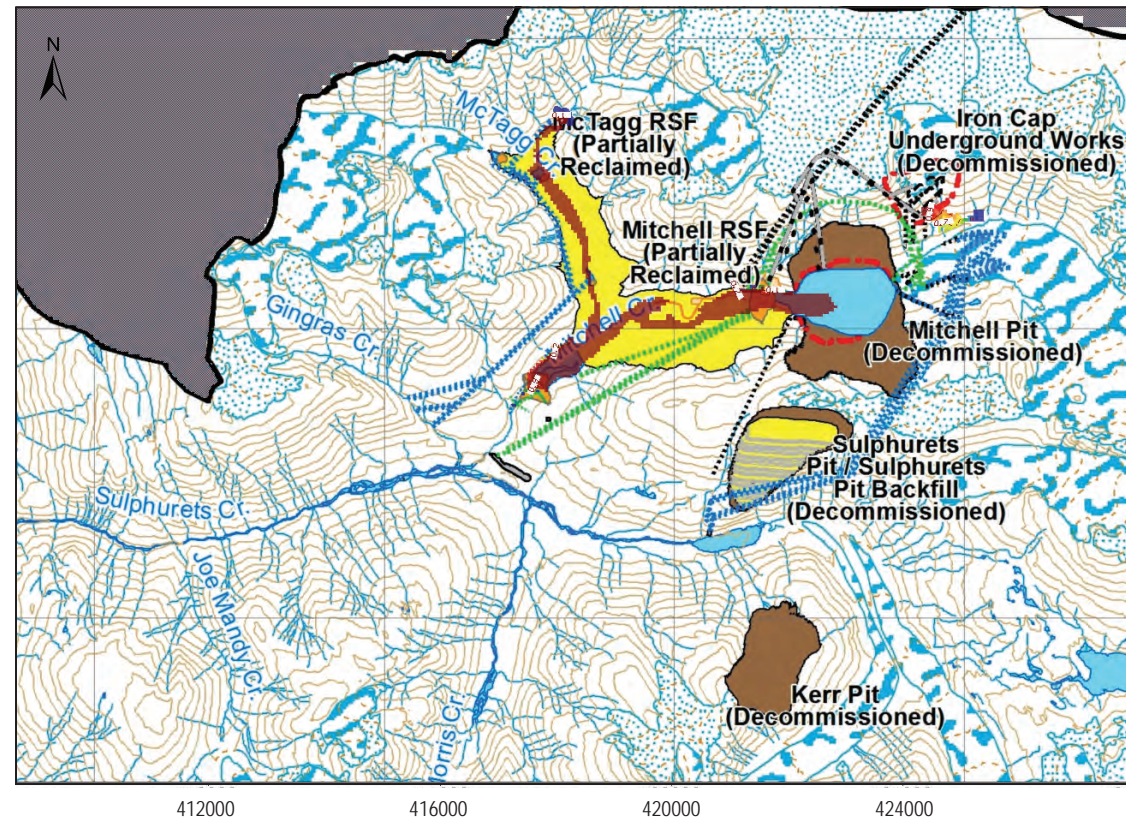 N
McTagg Cr.
McTagg RSF
(Partially
Reclaimed)
Iron Cap
Underground Works
(Decommissioned)
Mitchell RSF
(Partially
Reclaimed)
Mitchell Cr.
Gingras Cr.
Mitchell Pit
(Decommissioned)
Sulphurets
Pit / Sulphurets
Pit Backfill
(Decommissioned)
Sulphurets Cr.
Joe Mandy Cr.
Kerr Pit
(Decommissioned)
412000
416000
420000
424000